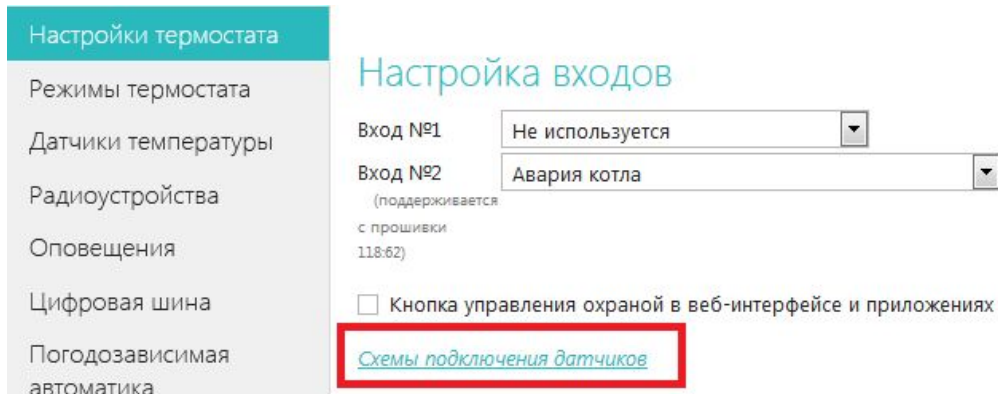 Настройки термостата
Режимы термостата
Датчики температуры
Радиоустройства
Оповещения
Цифровая шина
Погодозависимая
автоматика
Настройка входов
Вход №1 Не используется
Вход №2 Авария котла
(поддерживается
с прошивки
118:62)
Кнопка управления охраной в веб-интерфейсе и приложениях
Схемы подключения датчиков